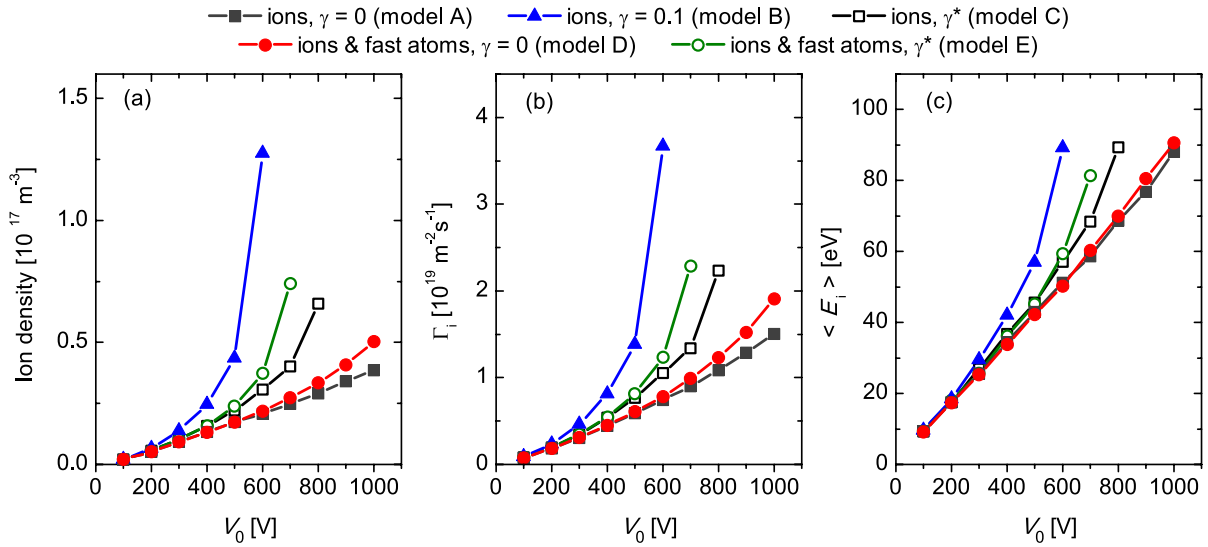 ions, γ = 0 (model A) ions, γ = 0.1 (model B) ions, γ* (model C)
ions & fast atoms, γ = 0 (model D) ions & fast atoms, γ* (model E)
(a)
Ion density [10 17 m-3]
1.5
1.0
0.5
0.0
0 200 400 600 800 1000
V0 [V]
(b)
Γi [1019 m-2s-1]
4
3
2
1
0
0 200 400 600 800 1000
V0 [V]
(c)
< Ei > [eV]
100
80
60
40
20
0
0 200 400 600 800 1000
V0 [V]